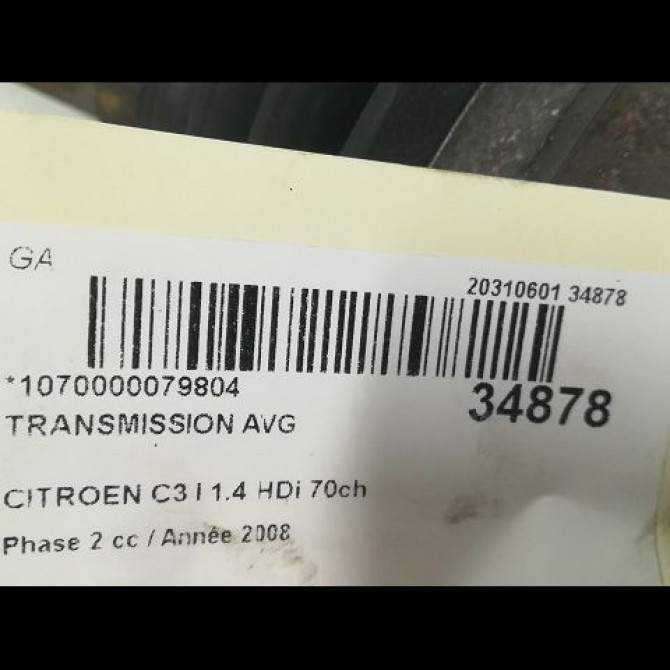 GA
20310601 34878
*1070000079804
34878
TRANSMISSION AVG
CITROEN C3 I 1.4 HDi 70ch
Phase 2 cc / Année 2008